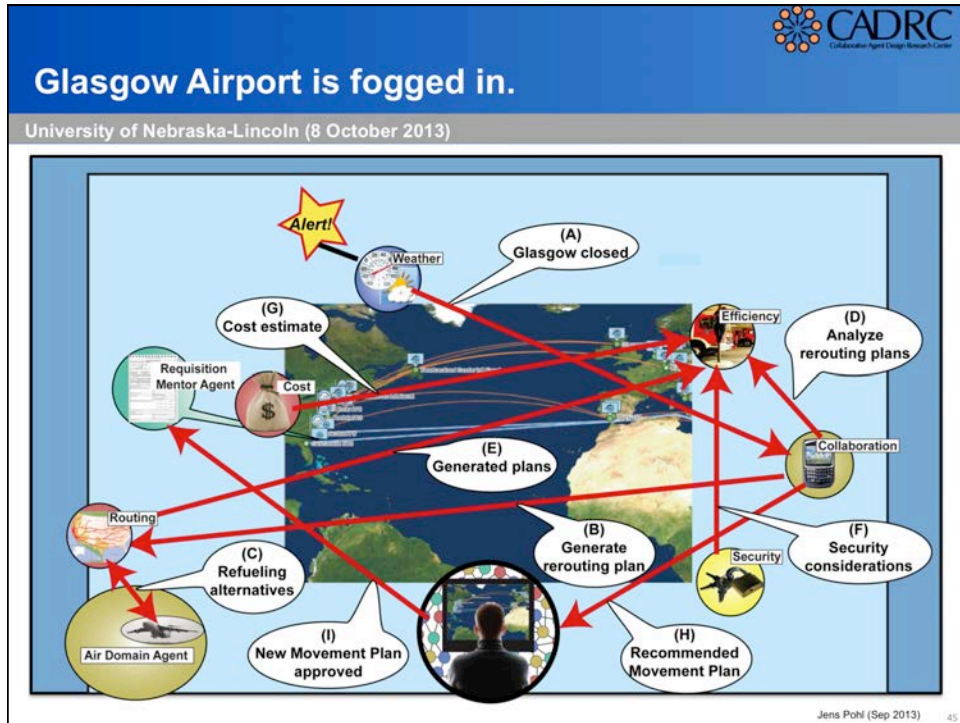 CADRC
Collaborative Agent Design Research Center
Glasgow Airport is fogged in.
University of Nebraska-Lincoln (8 October 2013)
Alert!
Weather
(A)
Glasgow closed
(G)
Cost estimate
Efficiency
(D)
Analyze
rerouting plans
Requisition
Mentor Agent
Cost
$
(E)
Generated plans
Collaboration
Routing
(B)
Generate
rerouting plan
(F)
Security
considerations
Security
(C)
Refueling
alternatives
Air Domain Agent
(I)
New Movement Plan
approved
(H)
Recommended
Movement Plan
Jens Pohl (Sep 2013)
45